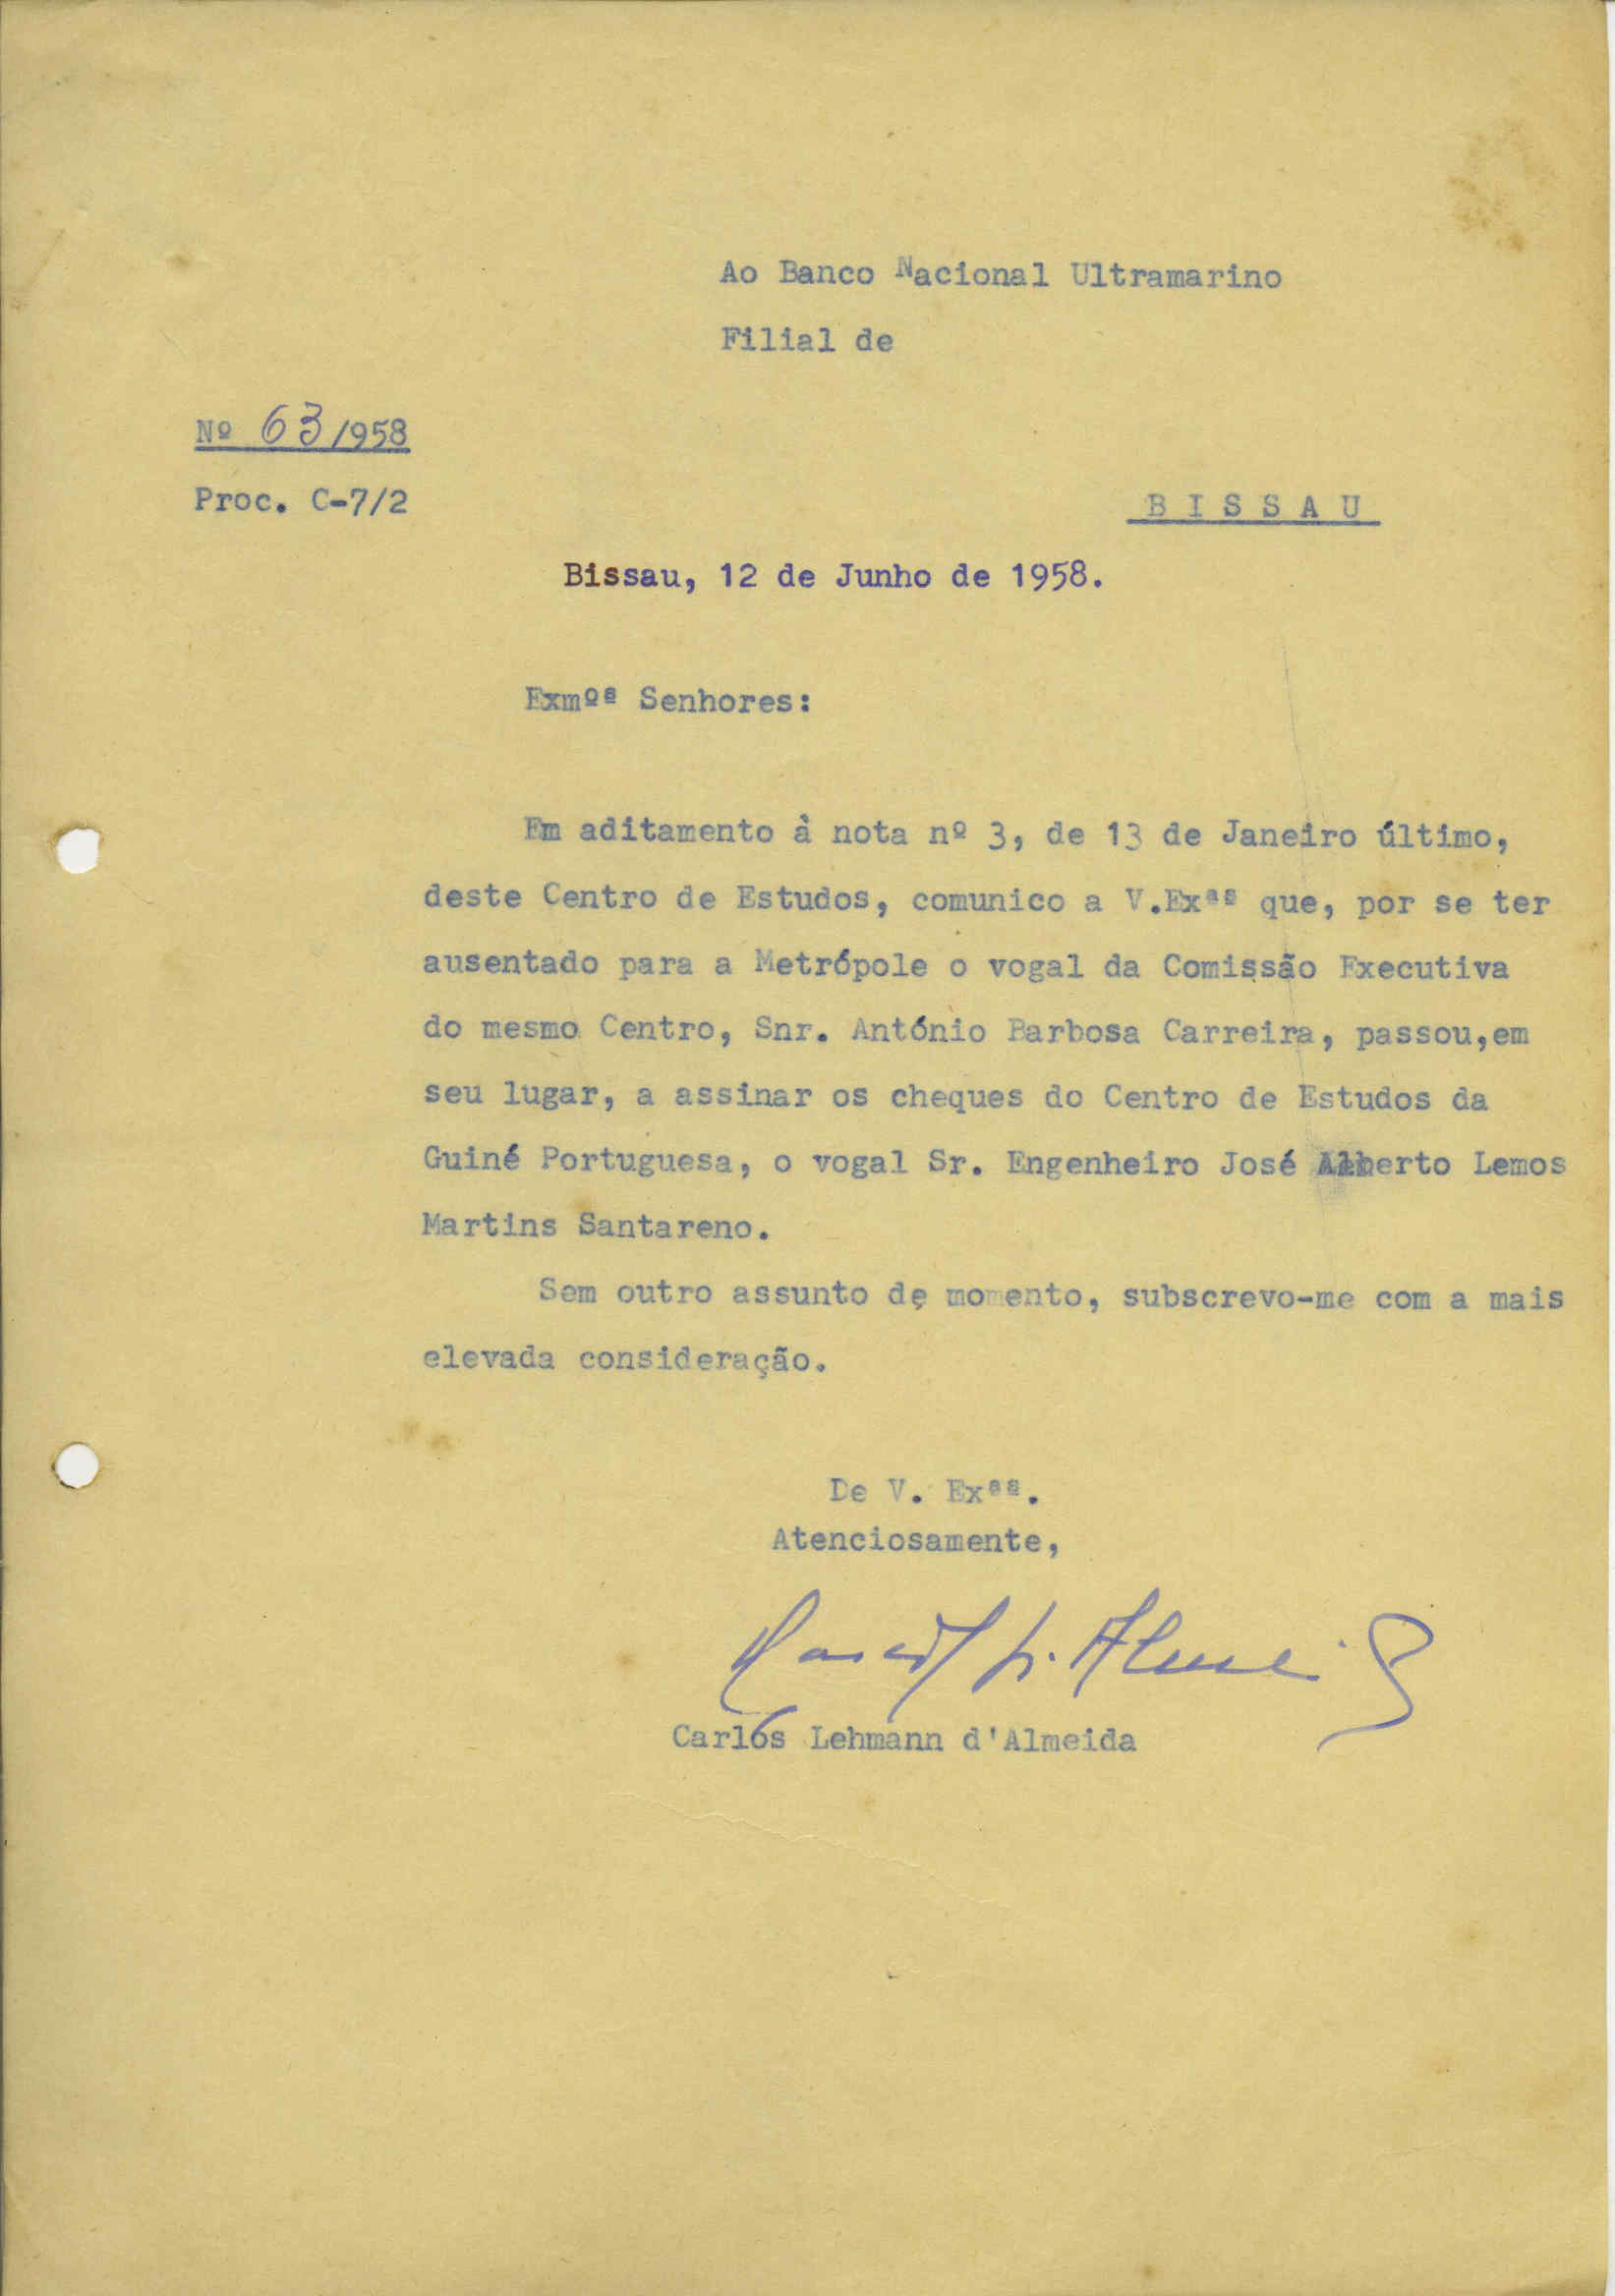 Ao Banco Nacional Ultramarino
Filial de
Nº 63/1958
Proc. C-7/2
B I S S A U
Bissau, 12 de Junho de 1958.
Exmºˢ Senhores:
Em aditamento à nota nº 3, de 13 de Janeiro último,
deste Centro de Estudos, comunico a V.Exªˢ que, por se ter
ausentado para a Metrópole o vogal da Comissão Executiva
do mesmo Centro, Snr. António Barbosa Carreira, passou,em
seu lugar, a assinar os cheques do Centro de Estudos da
Guiné Portuguesa, o vogal Sr. Engenheiro José Alberto Lemos
Martins Santareno.
Sem outro assunto de momento, subscrevo-me com a mais
elevada consideração.
De V. Exªˢ.
Atenciosamente,
Carlos Lehmann d'Almeida